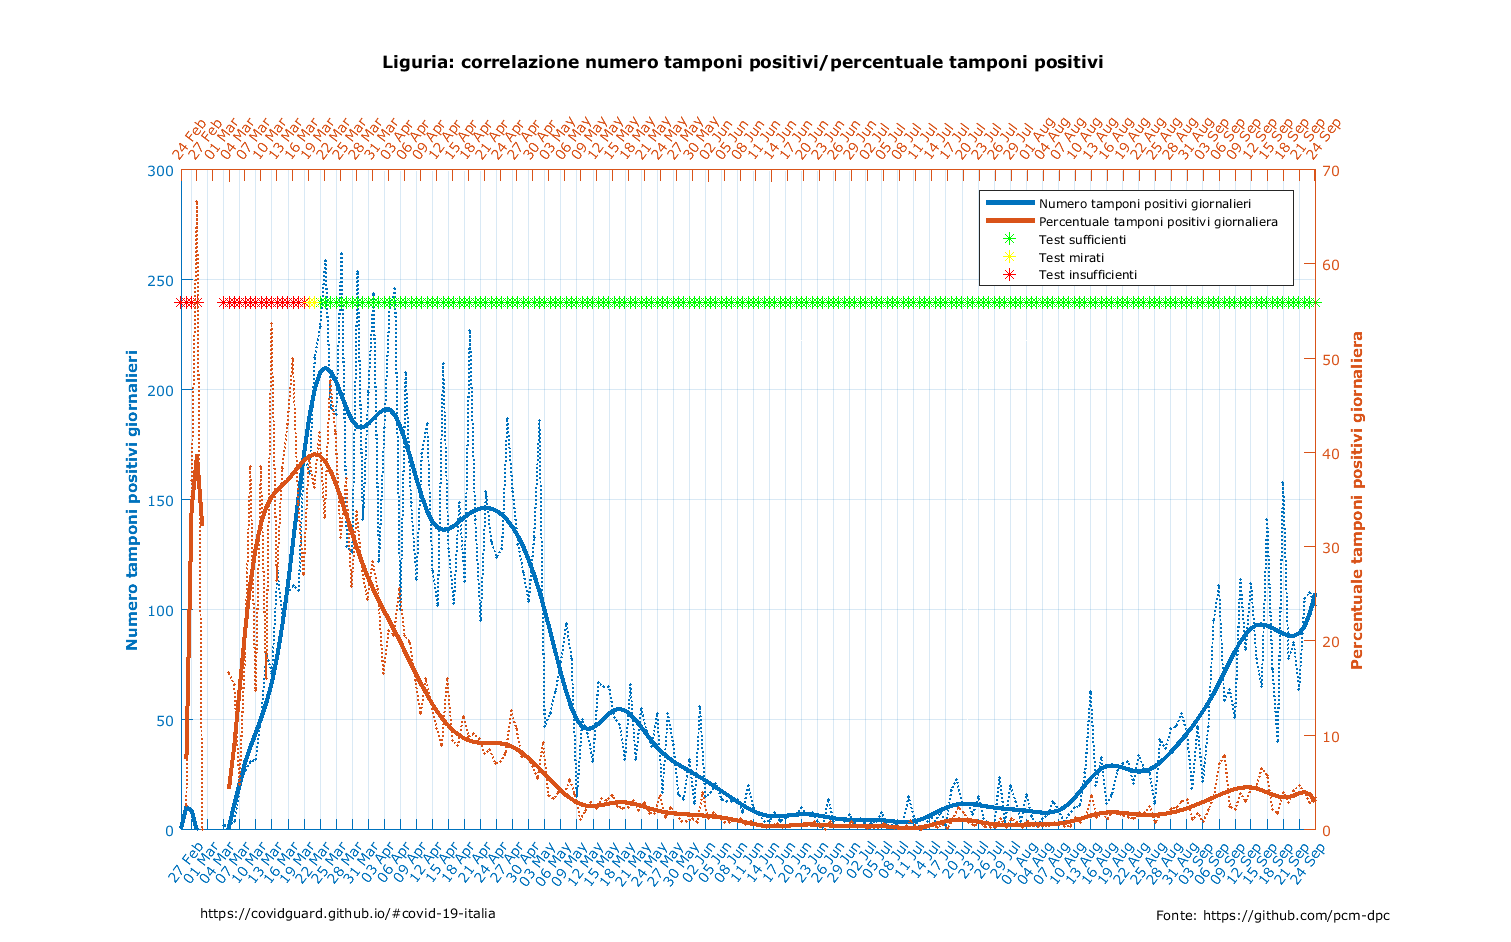 Liguria: correlazione numero tamponi positivi/percentuale tamponi positivi
24 Feb
27 Feb
01 Mar
04 Mar
07 Mar
10 Mar
13 Mar
16 Mar
19 Mar
22 Mar
25 Mar
28 Mar
31 Mar
03 Apr
06 Apr
09 Apr
12 Apr
15 Apr
18 Apr
21 Apr
24 Apr
27 Apr
30 Apr
03 May
06 May
09 May
12 May
15 May
18 May
21 May
24 May
27 May
30 May
02 Jun
05 Jun
08 Jun
11 Jun
14 Jun
17 Jun
20 Jun
23 Jun
26 Jun
29 Jun
02 Jul
05 Jul
08 Jul
11 Jul
14 Jul
17 Jul
20 Jul
23 Jul
26 Jul
29 Jul
01 Aug
04 Aug
07 Aug
10 Aug
13 Aug
16 Aug
19 Aug
22 Aug
25 Aug
28 Aug
31 Aug
03 Sep
06 Sep
09 Sep
12 Sep
15 Sep
18 Sep
21 Sep
24 Sep
300
250
200
150
100
50
0
Numero tamponi positivi giornalieri
70
60
50
40
30
20
10
0
Percentuale tamponi positivi giornaliera
Numero tamponi positivi giornalieri
Percentuale tamponi positivi giornaliera
Test sufficienti
Test mirati
Test insufficienti
27 Feb
01 Mar
04 Mar
07 Mar
10 Mar
13 Mar
16 Mar
19 Mar
22 Mar
25 Mar
28 Mar
31 Mar
03 Apr
06 Apr
09 Apr
12 Apr
15 Apr
18 Apr
21 Apr
24 Apr
27 Apr
30 Apr
03 May
06 May
09 May
12 May
15 May
18 May
21 May
24 May
27 May
30 May
02 Jun
05 Jun
08 Jun
11 Jun
14 Jun
17 Jun
20 Jun
23 Jun
26 Jun
29 Jun
02 Jul
05 Jul
08 Jul
11 Jul
14 Jul
17 Jul
20 Jul
23 Jul
26 Jul
29 Jul
01 Aug
04 Aug
07 Aug
10 Aug
13 Aug
16 Aug
19 Aug
22 Aug
25 Aug
28 Aug
31 Aug
03 Sep
06 Sep
09 Sep
12 Sep
15 Sep
18 Sep
21 Sep
24 Sep
https://covidguard.github.io/#covid-19-italia
Fonte: https://github.com/pcm-dpc